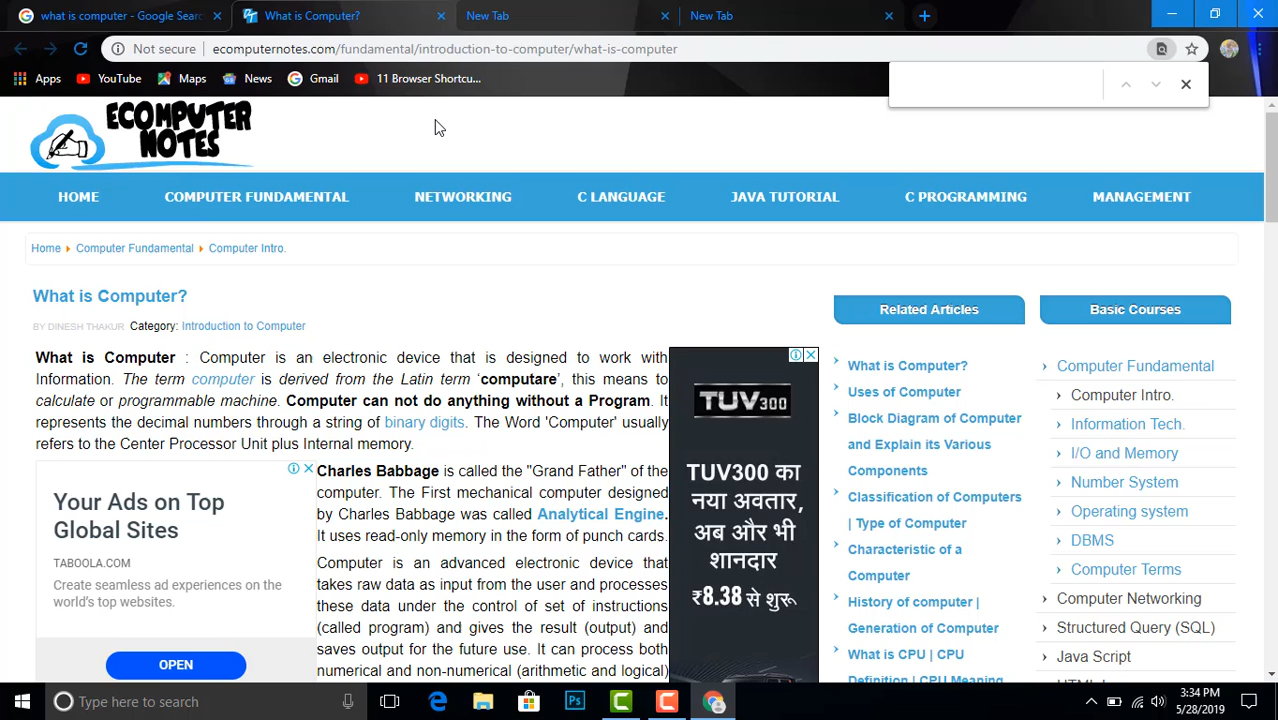 what is computer - Google Searc
What is Computer?
New Tab
New Tab
Not secure
ecomputernotes.com/fundamental/introduction-to-computer/what-is-computer
Apps
YouTube
Maps
News
Gmail
11 Browser Shortcu...
ECOMPUTER
NOTES
HOME
COMPUTER FUNDAMENTAL
NETWORKING
C LANGUAGE
JAVA TUTORIAL
C PROGRAMMING
MANAGEMENT
Home
Computer Fundamental
Computer Intro.
What is Computer?
BY DINESH THAKUR Category: Introduction to Computer
What is Computer : Computer is an electronic device that is designed to work with
Information. The term computer is derived from the Latin term ‘computare’, this means to
calculate or programmable machine. Computer can not do anything without a Program. It
represents the decimal numbers through a string of binary digits. The Word 'Computer' usually
refers to the Center Processor Unit plus Internal memory.
Your Ads on Top
Global Sites
TABOOLA.COM
Create seamless ad experiences on the
world's top websites.
OPEN
Charles Babbage is called the "Grand Father" of the
computer. The First mechanical computer designed
by Charles Babbage was called Analytical Engine.
It uses read-only memory in the form of punch cards.
Computer is an advanced electronic device that
takes raw data as input from the user and processes
these data under the control of set of instructions
(called program) and gives the result (output) and
saves output for the future use. It can process both
numerical and non-numerical (arithmetic and logical)
TUV300
TUV300 का
नया अवतार,
अब और भी
शानदार
₹8.38 से शुरू
Related Articles
What is Computer?
Uses of Computer
Block Diagram of Computer
and Explain its Various
Components
Classification of Computers
| Type of Computer
Characteristic of a
Computer
History of computer |
Generation of Computer
What is CPU | CPU
Definition | CPU Meaning
Basic Courses
Computer Fundamental
Computer Intro.
Information Tech.
I/O and Memory
Number System
Operating system
DBMS
Computer Terms
Computer Networking
Structured Query (SQL)
Java Script
Type here to search
3:34 PM
5/28/2019